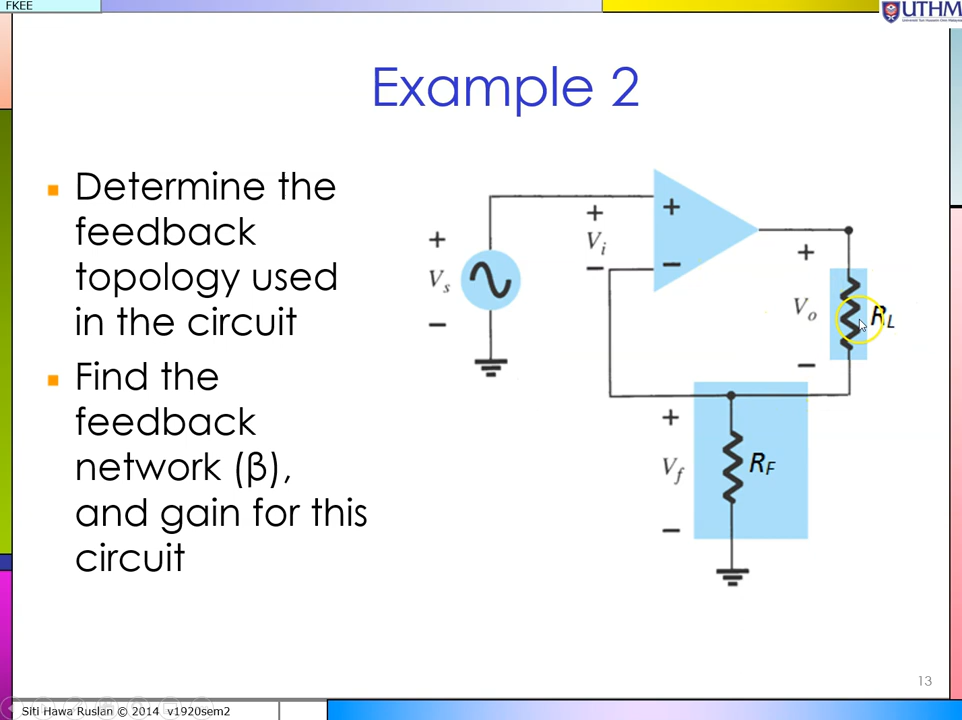 FKEE
UTHM
Example 2
Determine the
feedback
topology used
in the circuit
Find the
feedback
network (β),
and gain for this
circuit
+
Vs
−
+
Vi
−
+
−
+
Vo
−
RL
+
Vf
−
RF
13
Siti Hawa Ruslan © 2014 v1920sem2